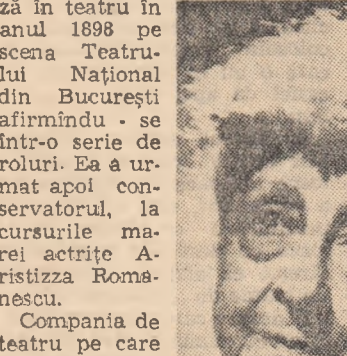 ză în teatru în
anul 1898 pe
scena Teatru-
lui Național
din București
afirmîndu - se
într-o serie de
roluri. Ea a ur-
mat apoi con-
servatorul, la
cursurile ma-
rei actrițe A-
ristizza Roma-
nescu.
Compania de
teatru pe care